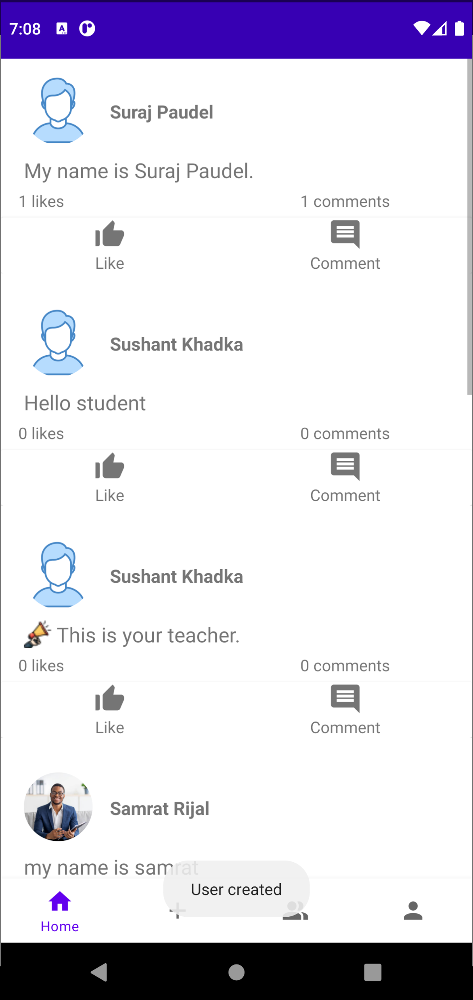 7:08
Suraj Paudel
My name is Suraj Paudel.
1 likes 1 comments
Like Comment
Sushant Khadka
Hello student
0 likes 0 comments
Like Comment
Sushant Khadka
📣 This is your teacher.
0 likes 0 comments
Like Comment
Samrat Rijal
my name is samrat
User created
Home